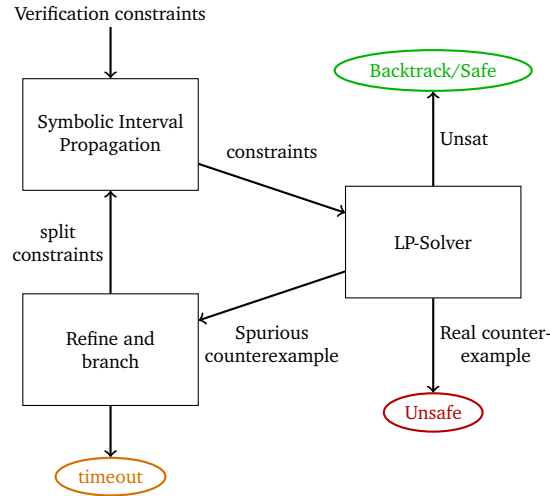 Verification constraints
Symbolic Interval
Propagation
constraints
Backtrack/Safe
Unsat
LP-Solver
split
constraints
Refine and
branch
Spurious
counterexample
Real counter-
example
Unsafe
timeout